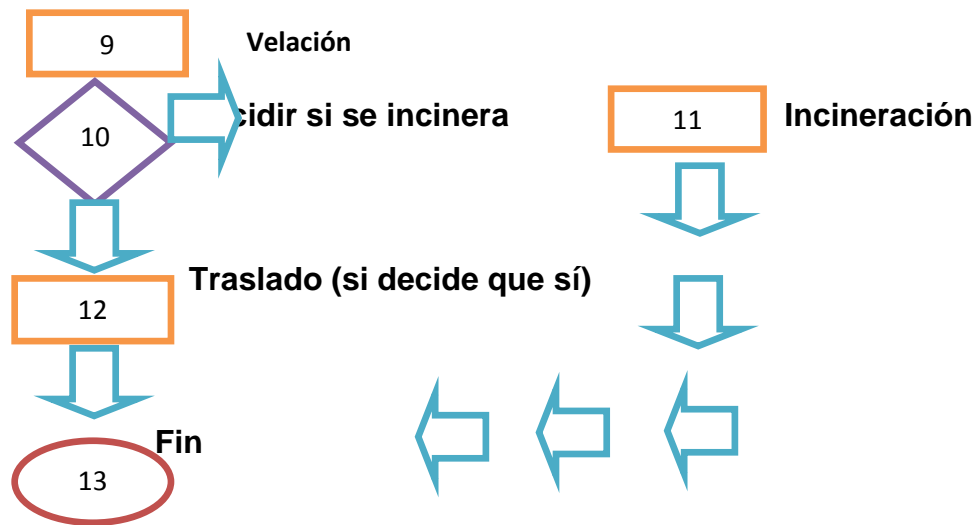 9 Velación
10 cidir si se incinera 11 Incineración
12 Traslado (si decide que sí)
Fin
13